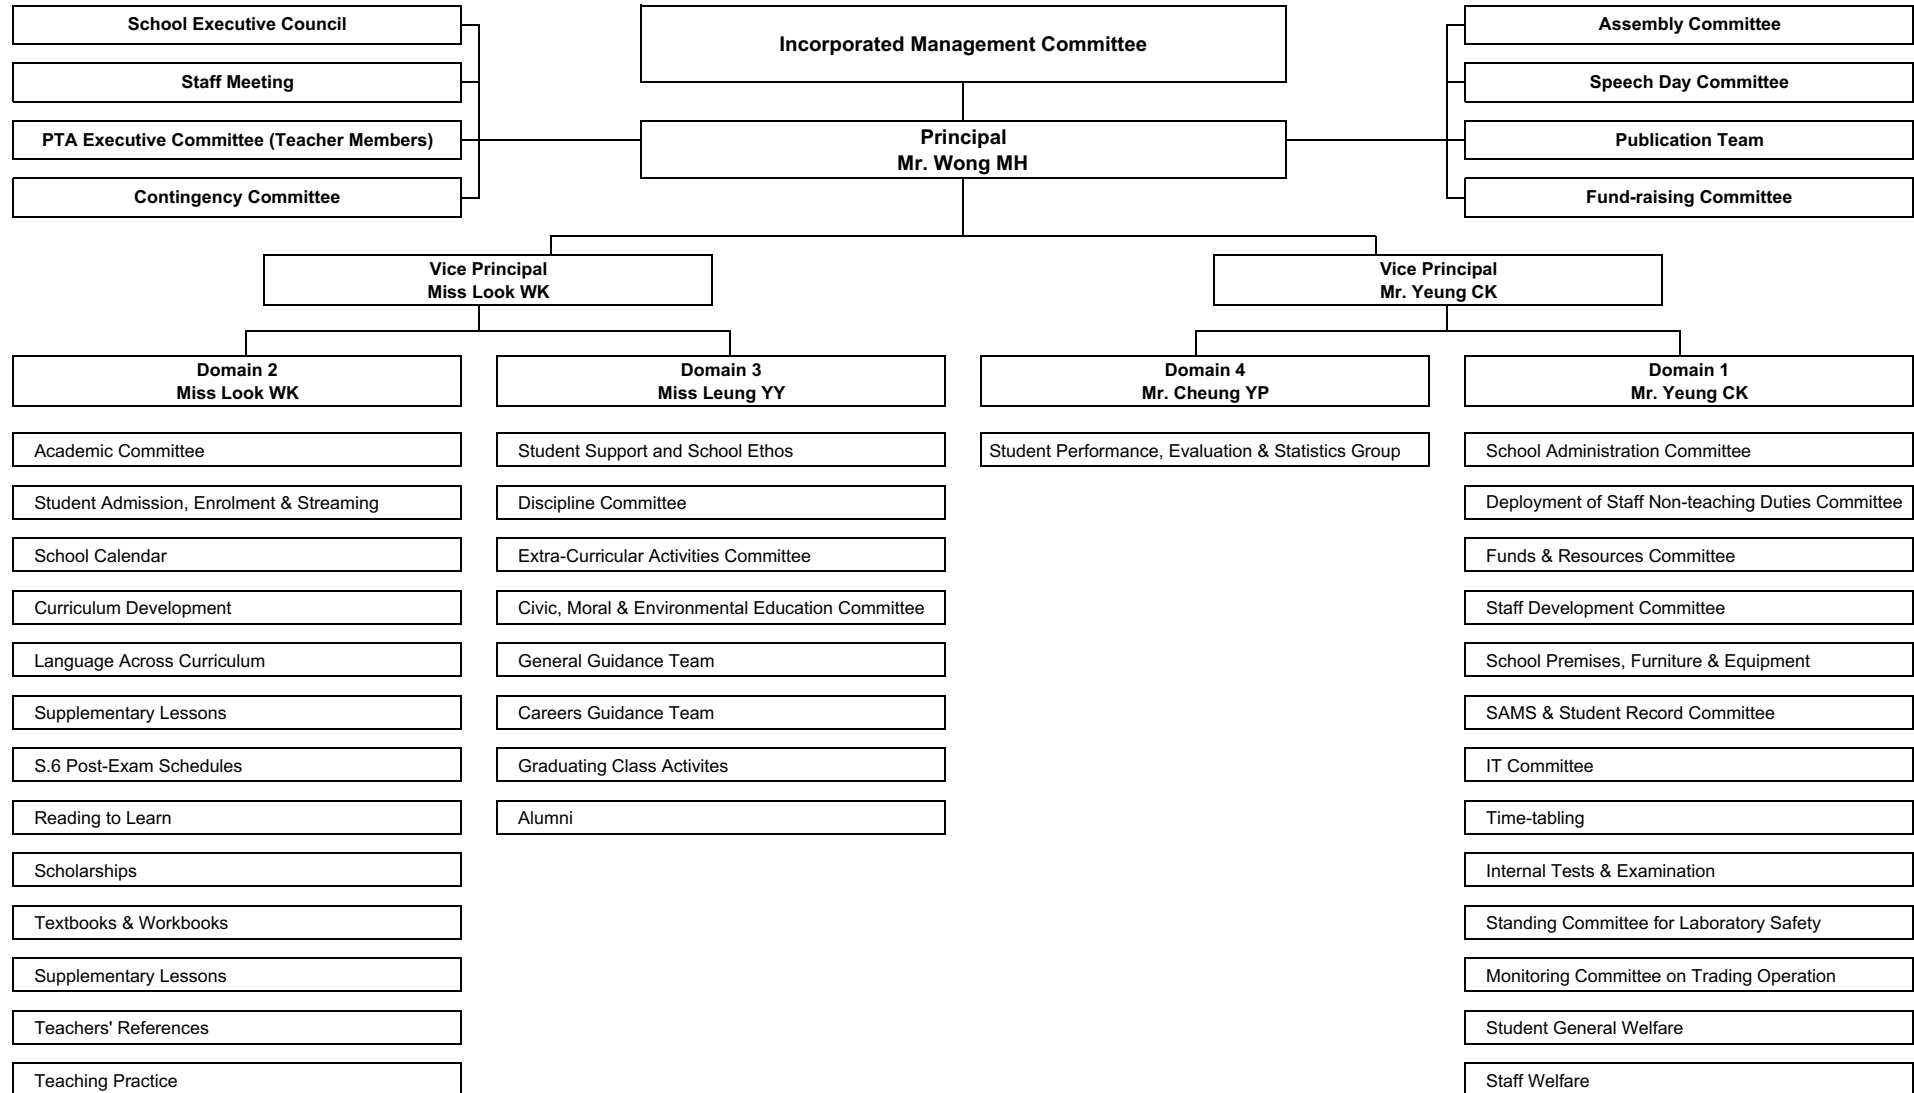 School Executive Council
Staff Meeting
PTA Executive Committee (Teacher Members)
Contingency Committee
Incorporated Management Committee
Principal
Mr. Wong MH
Assembly Committee
Speech Day Committee
Publication Team
Fund-raising Committee
Vice Principal
Miss Look WK
Vice Principal
Mr. Yeung CK
Domain 2
Miss Look WK
Academic Committee
Student Admission, Enrolment & Streaming
School Calendar
Curriculum Development
Language Across Curriculum
Supplementary Lessons
S.6 Post-Exam Schedules
Reading to Learn
Scholarships
Textbooks & Workbooks
Supplementary Lessons
Teachers' References
Teaching Practice
Domain 3
Miss Leung YY
Student Support and School Ethos
Discipline Committee
Extra-Curricular Activities Committee
Civic, Moral & Environmental Education Committee
General Guidance Team
Careers Guidance Team
Graduating Class Activites
Alumni
Domain 4
Mr. Cheung YP
Student Performance, Evaluation & Statistics Group
Domain 1
Mr. Yeung CK
School Administration Committee
Deployment of Staff Non-teaching Duties Committee
Funds & Resources Committee
Staff Development Committee
School Premises, Furniture & Equipment
SAMS & Student Record Committee
IT Committee
Time-tabling
Internal Tests & Examination
Standing Committee for Laboratory Safety
Monitoring Committee on Trading Operation
Student General Welfare
Staff Welfare